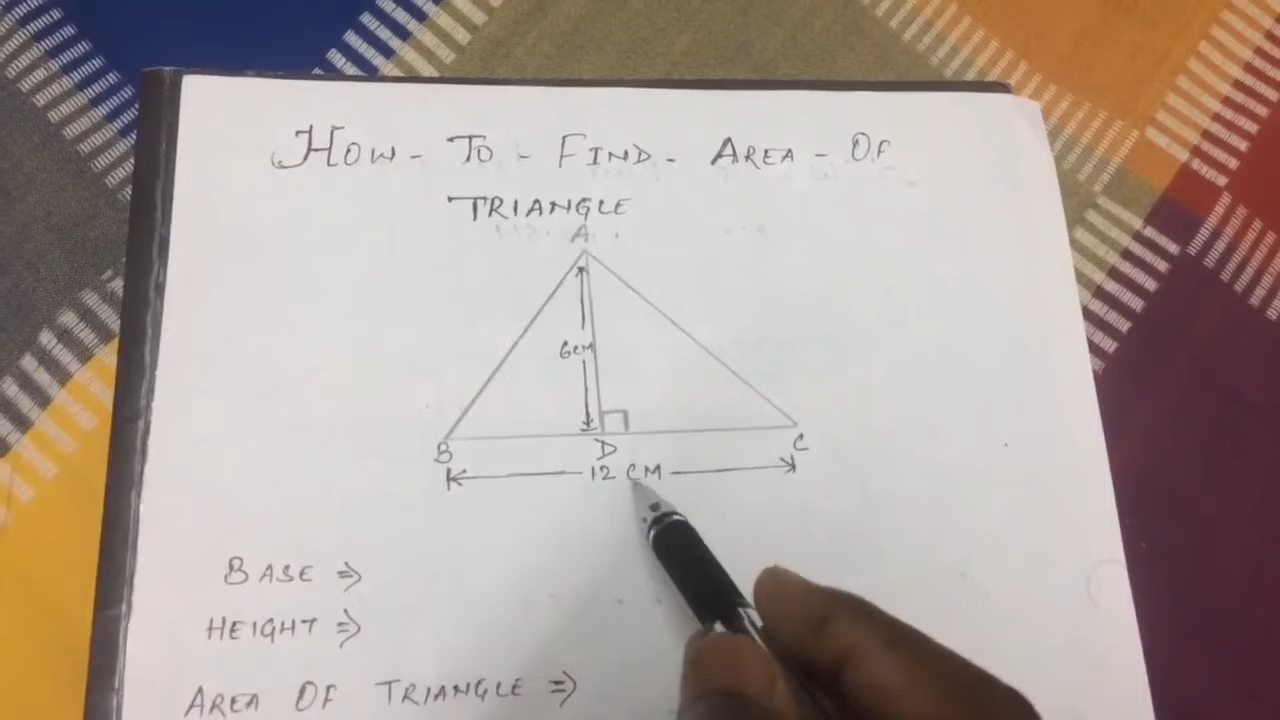 HOW - TO - FIND - AREA - OF
TRIANGLE
A
6CM
B D C
12 CM
BASE ⇒
HEIGHT ⇒
AREA OF TRIANGLE ⇒